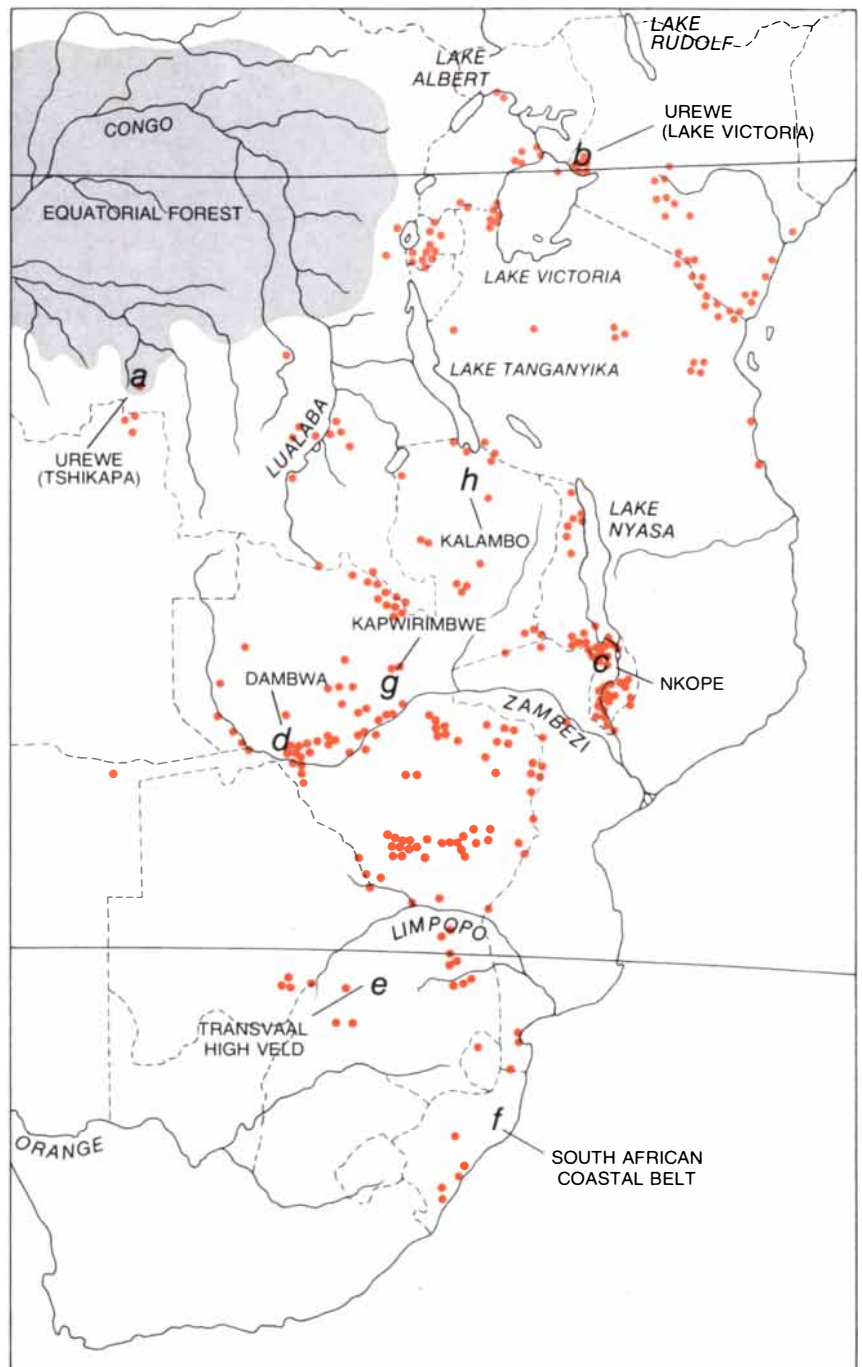 LAKE
RUDOLF
LAKE
ALBERT
UREWE
(LAKE VICTORIA)
CONGO
b
EQUATORIAL FOREST
LAKE VICTORIA
LAKE TANGANYIKA
a
LUALABA
UREWE
(TSHIKAPA)
h
LAKE
NYASA
KALAMBO
KAPWIRIMBWE
c
DAMBWA
g
NKOPE
ZAMBEZI
d
LIMPOPO
e
TRANSVAAL
HIGH VELD
f
ORANGE
SOUTH AFRICAN
COASTAL BELT